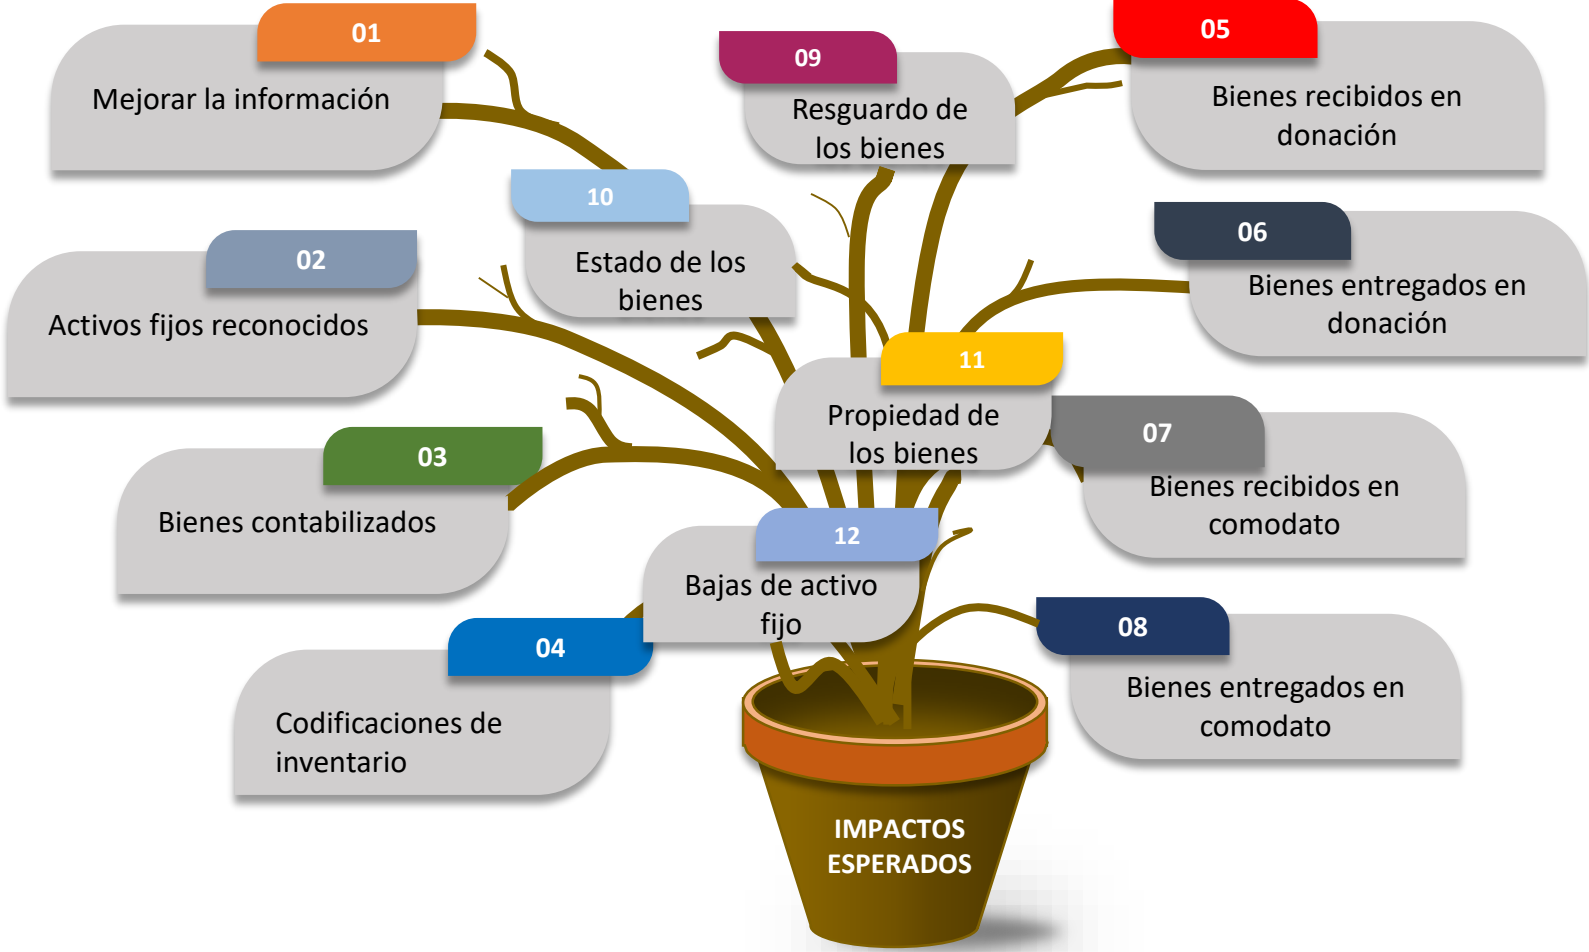 01
Mejorar la información
02
Activos fijos reconocidos
03
Bienes contabilizados
04
Codificaciones de
inventario
05
Bienes recibidos en
donación
06
Bienes entregados en
donación
07
Bienes recibidos en
comodato
08
Bienes entregados en
comodato
09
Resguardo de
los bienes
10
Estado de los
bienes
11
Propiedad de
los bienes
12
Bajas de activo
fijo
IMPACTOS
ESPERADOS